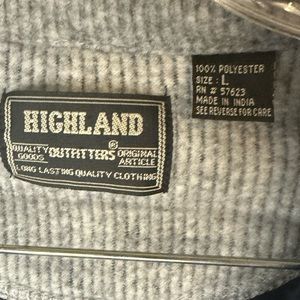 HIGHLAND
QUALITY GOODS OUTFITTERS® ORIGINAL ARTICLE
LONG LASTING QUALITY CLOTHING
100% POLYESTER
SIZE : L
RN # 57623
MADE IN INDIA
SEE REVERSE FOR CARE